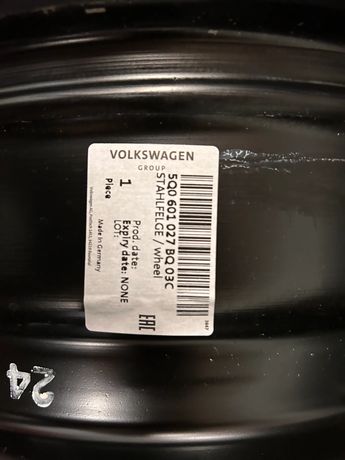 VOLKSWAGEN
GROUP
5Q0 601 027 BQ 03C
STAHLFELGE / wheel
Prod. date:
Expiry date: NONE
LOT:
1
Piece
Made in Germany
EAC
24